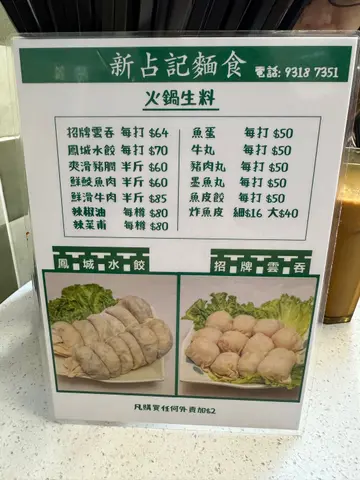 新占記麵食 電話: 9318 7351
火鍋生料
招牌雲吞 每打 $64
鳳城水餃 每打 $70
爽滑豬膶 半斤 $60
鮮鯪魚肉 半斤 $60
鮮滑牛肉 半斤 $85
辣椒油 每樽 $80
辣菜甫 每樽 $80
魚蛋 每打 $50
牛丸 每打 $50
豬肉丸 每打 $50
墨魚丸 每打 $50
魚皮餃 每打 $50
炸魚皮 細$16 大$40
鳳城水餃
招牌雲吞
凡購買任何外賣加$2